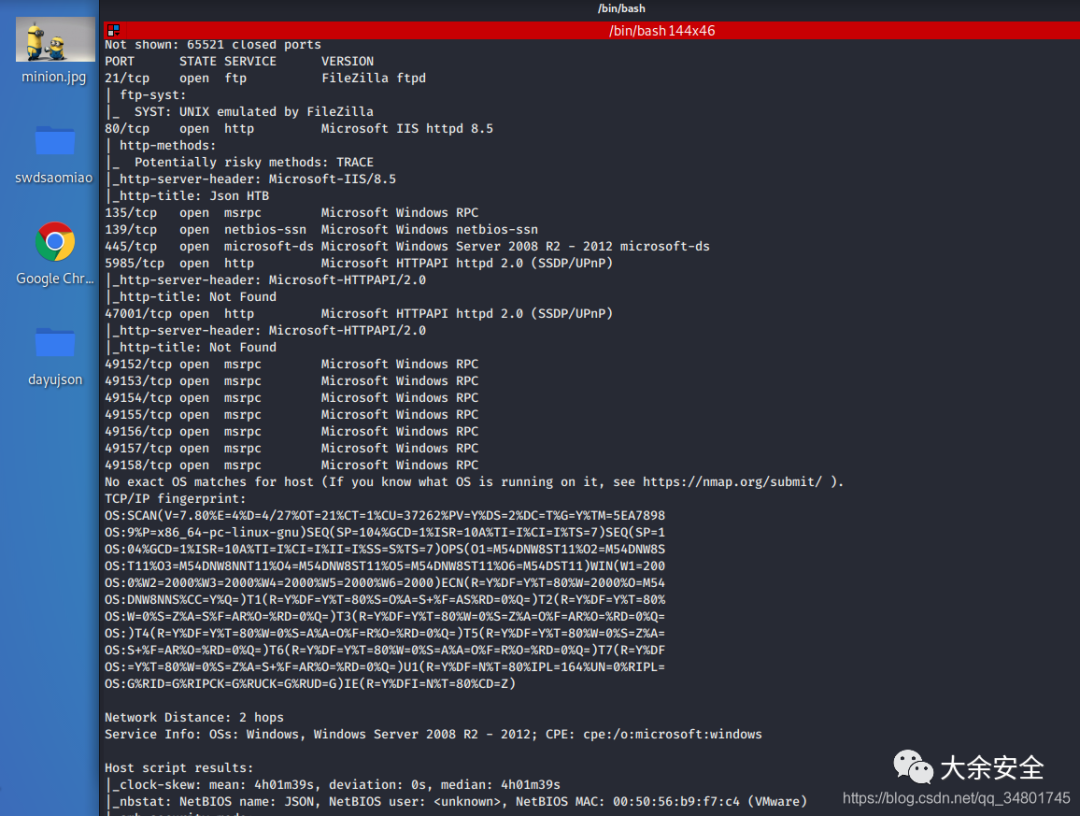 /bin/bash
/bin/bash 144x46
minion.jpg
swdsaomiao
Google Chr...
dayujson
Not shown: 65521 closed ports
PORT      STATE SERVICE      VERSION
21/tcp    open  ftp          FileZilla ftpd
| ftp-syst:
|_  SYST: UNIX emulated by FileZilla
80/tcp    open  http         Microsoft IIS httpd 8.5
| http-methods:
|_  Potentially risky methods: TRACE
|_http-server-header: Microsoft-IIS/8.5
|_http-title: Json HTB
135/tcp   open  msrpc        Microsoft Windows RPC
139/tcp   open  netbios-ssn  Microsoft Windows netbios-ssn
445/tcp   open  microsoft-ds Microsoft Windows Server 2008 R2 - 2012 microsoft-ds
5985/tcp  open  http         Microsoft HTTPAPI httpd 2.0 (SSDP/UPnP)
|_http-server-header: Microsoft-HTTPAPI/2.0
|_http-title: Not Found
47001/tcp open  http         Microsoft HTTPAPI httpd 2.0 (SSDP/UPnP)
|_http-server-header: Microsoft-HTTPAPI/2.0
|_http-title: Not Found
49152/tcp open  msrpc        Microsoft Windows RPC
49153/tcp open  msrpc        Microsoft Windows RPC
49154/tcp open  msrpc        Microsoft Windows RPC
49155/tcp open  msrpc        Microsoft Windows RPC
49156/tcp open  msrpc        Microsoft Windows RPC
49157/tcp open  msrpc        Microsoft Windows RPC
49158/tcp open  msrpc        Microsoft Windows RPC
No exact OS matches for host (If you know what OS is running on it, see https://nmap.org/submit/ ).
TCP/IP fingerprint:
OS:SCAN(V=7.80%E=4%D=4/27%OT=21%CT=1%CU=37262%PV=Y%DS=2%DC=T%G=Y%TM=5EA7898
OS:9%P=x86_64-pc-linux-gnu)SEQ(SP=104%GCD=1%ISR=10A%TI=I%CI=I%TS=7)SEQ(SP=1
OS:04%GCD=1%ISR=10A%TI=I%CI=I%II=I%SS=S%TS=7)OPS(O1=M54DNW8ST11%O2=M54DNW8S
OS:T11%O3=M54DNW8NNT11%O4=M54DNW8ST11%O5=M54DNW8ST11%O6=M54DST11)WIN(W1=200
OS:0%W2=2000%W3=2000%W4=2000%W5=2000%W6=2000)ECN(R=Y%DF=Y%T=80%W=2000%O=M54
OS:DNW8NNS%CC=Y%Q=)T1(R=Y%DF=Y%T=80%S=O%A=S+%F=AS%RD=0%Q=)T2(R=Y%DF=Y%T=80%
OS:W=0%S=Z%A=S%F=AR%O=%RD=0%Q=)T3(R=Y%DF=Y%T=80%W=0%S=Z%A=O%F=AR%O=%RD=0%Q=
OS:)T4(R=Y%DF=Y%T=80%W=0%S=A%A=O%F=R%O=%RD=0%Q=)T5(R=Y%DF=Y%T=80%W=0%S=Z%A=
OS:S+%F=AR%O=%RD=0%Q=)T6(R=Y%DF=Y%T=80%W=0%S=A%A=O%F=R%O=%RD=0%Q=)T7(R=Y%DF
OS:=Y%T=80%W=0%S=Z%A=S+%F=AR%O=%RD=0%Q=)U1(R=Y%DF=N%T=80%IPL=164%UN=0%RIPL=
OS:G%RID=G%RIPCK=G%RUCK=G%RUD=G)IE(R=Y%DFI=N%T=80%CD=Z)
Network Distance: 2 hops
Service Info: OSs: Windows, Windows Server 2008 R2 - 2012; CPE: cpe:/o:microsoft:windows
Host script results:
|_clock-skew: mean: 4h01m39s, deviation: 0s, median: 4h01m39s
|_nbstat: NetBIOS name: JSON, NetBIOS user: <unknown>, NetBIOS MAC: 00:50:56:b9:f7:c4 (VMware)
大余安全
https://blog.csdn.net/qq_34801745